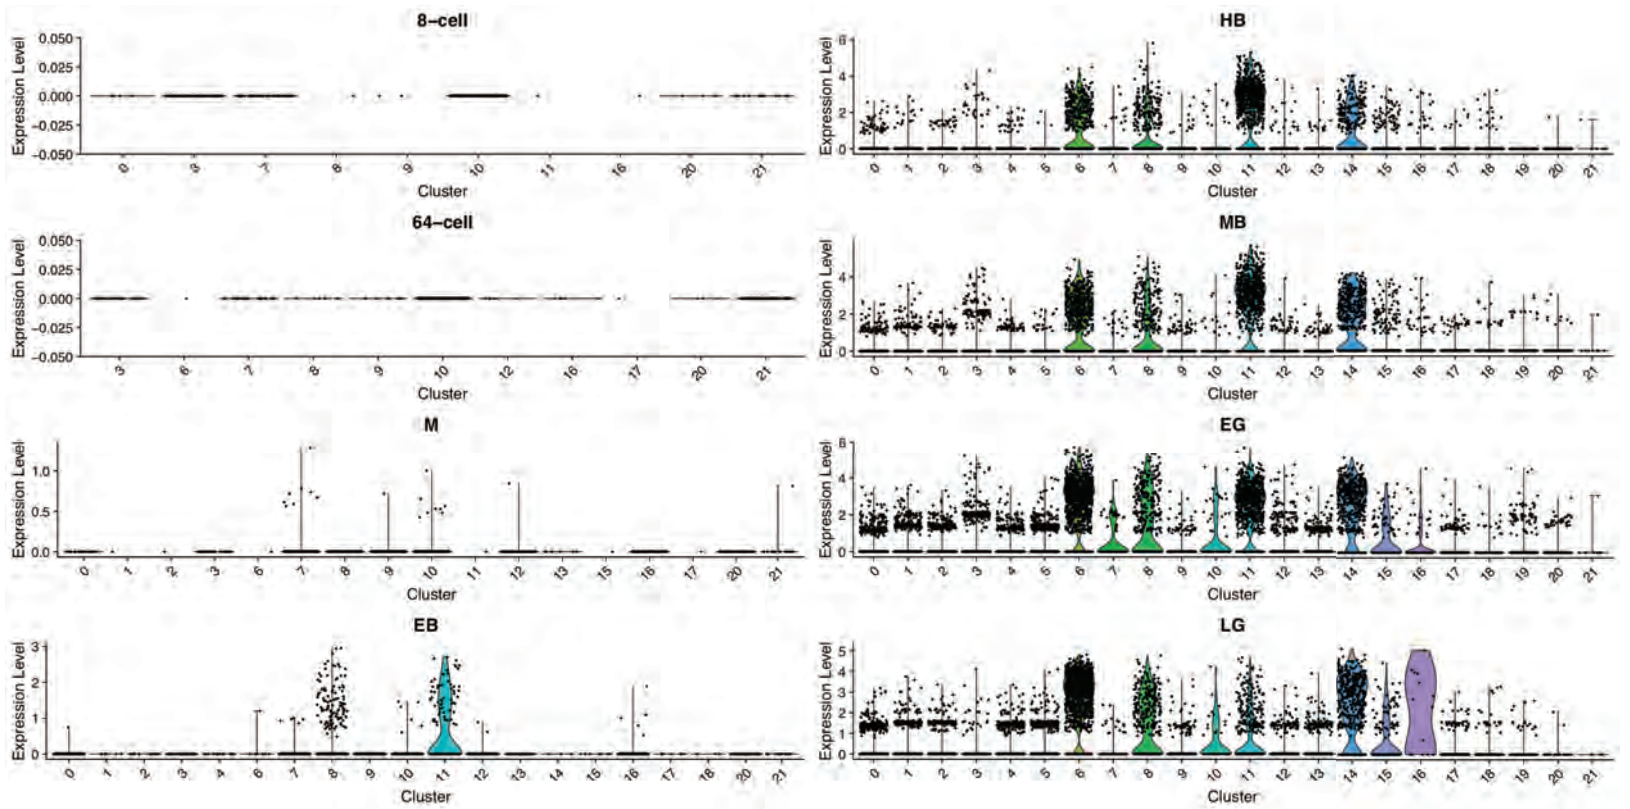 8-cell
Expression Level
0.050
0.025
0.000
-0.025
-0.050
0 3 7 8 9 10 11 16 20 21
Cluster
64-cell
Expression Level
0.050
0.025
0.000
-0.025
-0.050
3 6 7 8 9 10 12 16 17 20 21
Cluster
M
Expression Level
1.0
0.5
0.0
0 1 2 3 6 7 8 9 10 11 12 13 15 16 17 20 21
Cluster
EB
Expression Level
3
2
1
0
0 1 2 3 4 6 7 8 9 10 11 12 13 14 15 16 17 18 20 21
Cluster
HB
Expression Level
6
4
2
0
0 1 2 3 4 5 6 7 8 9 10 11 12 13 14 15 16 17 18 19 20 21
Cluster
MB
Expression Level
4
2
0
0 1 2 3 4 5 6 7 8 9 10 11 12 13 14 15 16 17 18 19 20 21
Cluster
EG
Expression Level
6
4
2
0
0 1 2 3 4 5 6 7 8 9 10 11 12 13 14 15 16 17 18 19 20 21
Cluster
LG
Expression Level
5
4
3
2
1
0
0 1 2 3 4 5 6 7 8 9 10 11 12 13 14 15 16 17 18 19 20 21
Cluster